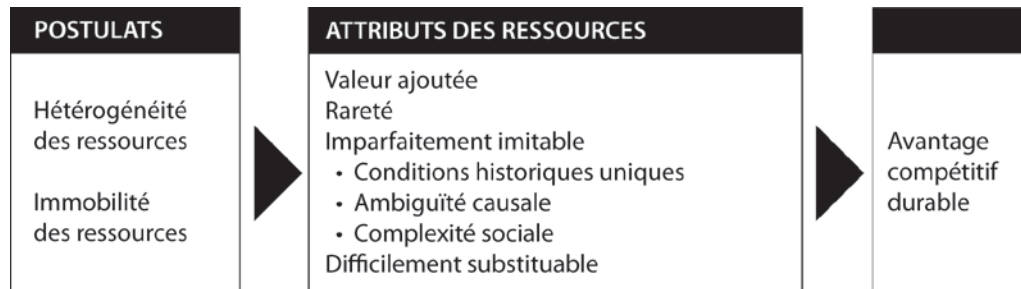 POSTULATS
Hétérogénéité
des ressources
Immobilité
des ressources
ATTRIBUTS DES RESSOURCES
Valeur ajoutée
Rareté
Imparfaitement imitable
• Conditions historiques uniques
• Ambiguïté causale
• Complexité sociale
Difficilement substituable
Avantage
compétitif
durable